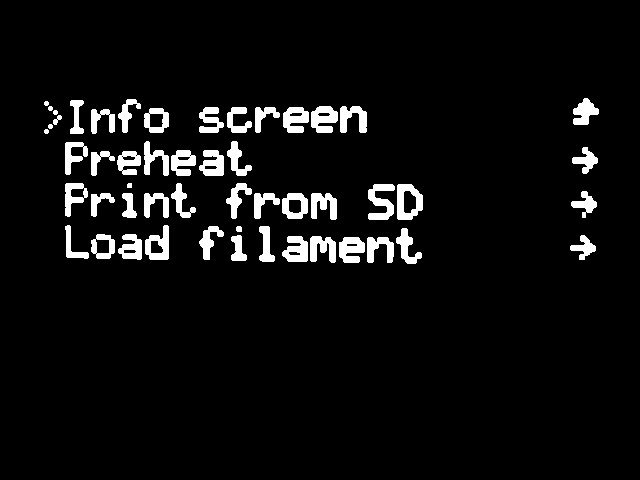 >Info screen ↑
Preheat →
Print from SD →
Load filament →